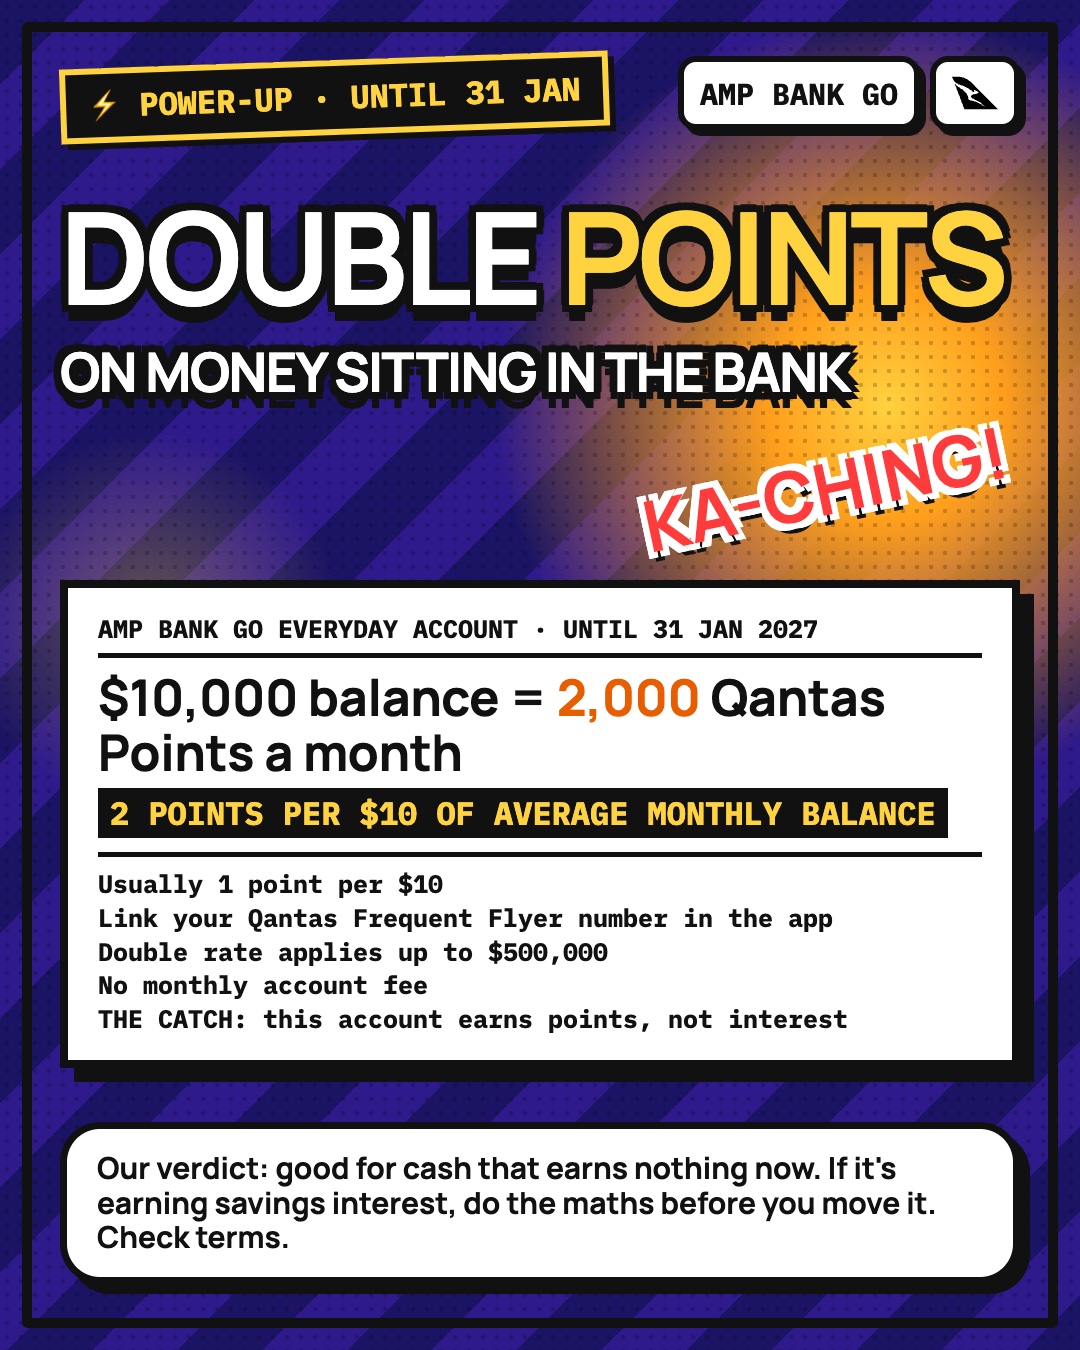 ⚡ POWER-UP · UNTIL 31 JAN
AMP BANK GO
DOUBLE POINTS
ON MONEY SITTING IN THE BANK
KA-CHING!
AMP BANK GO EVERYDAY ACCOUNT · UNTIL 31 JAN 2027
$10,000 balance = 2,000 Qantas
Points a month
2 POINTS PER $10 OF AVERAGE MONTHLY BALANCE
Usually 1 point per $10
Link your Qantas Frequent Flyer number in the app
Double rate applies up to $500,000
No monthly account fee
THE CATCH: this account earns points, not interest
Our verdict: good for cash that earns nothing now. If it's
earning savings interest, do the maths before you move it.
Check terms.